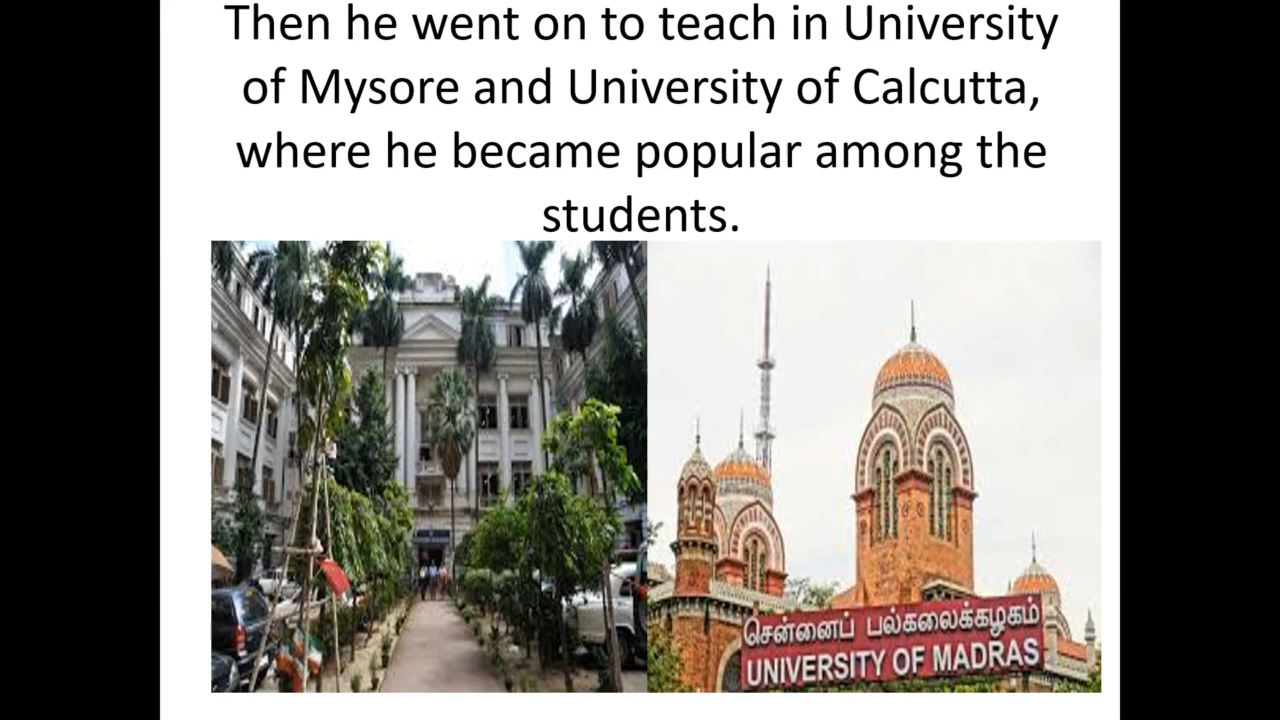 Then he went on to teach in University
of Mysore and University of Calcutta,
where he became popular among the
students.
சென்னைப் பல்கலைக்கழகம்
UNIVERSITY OF MADRAS